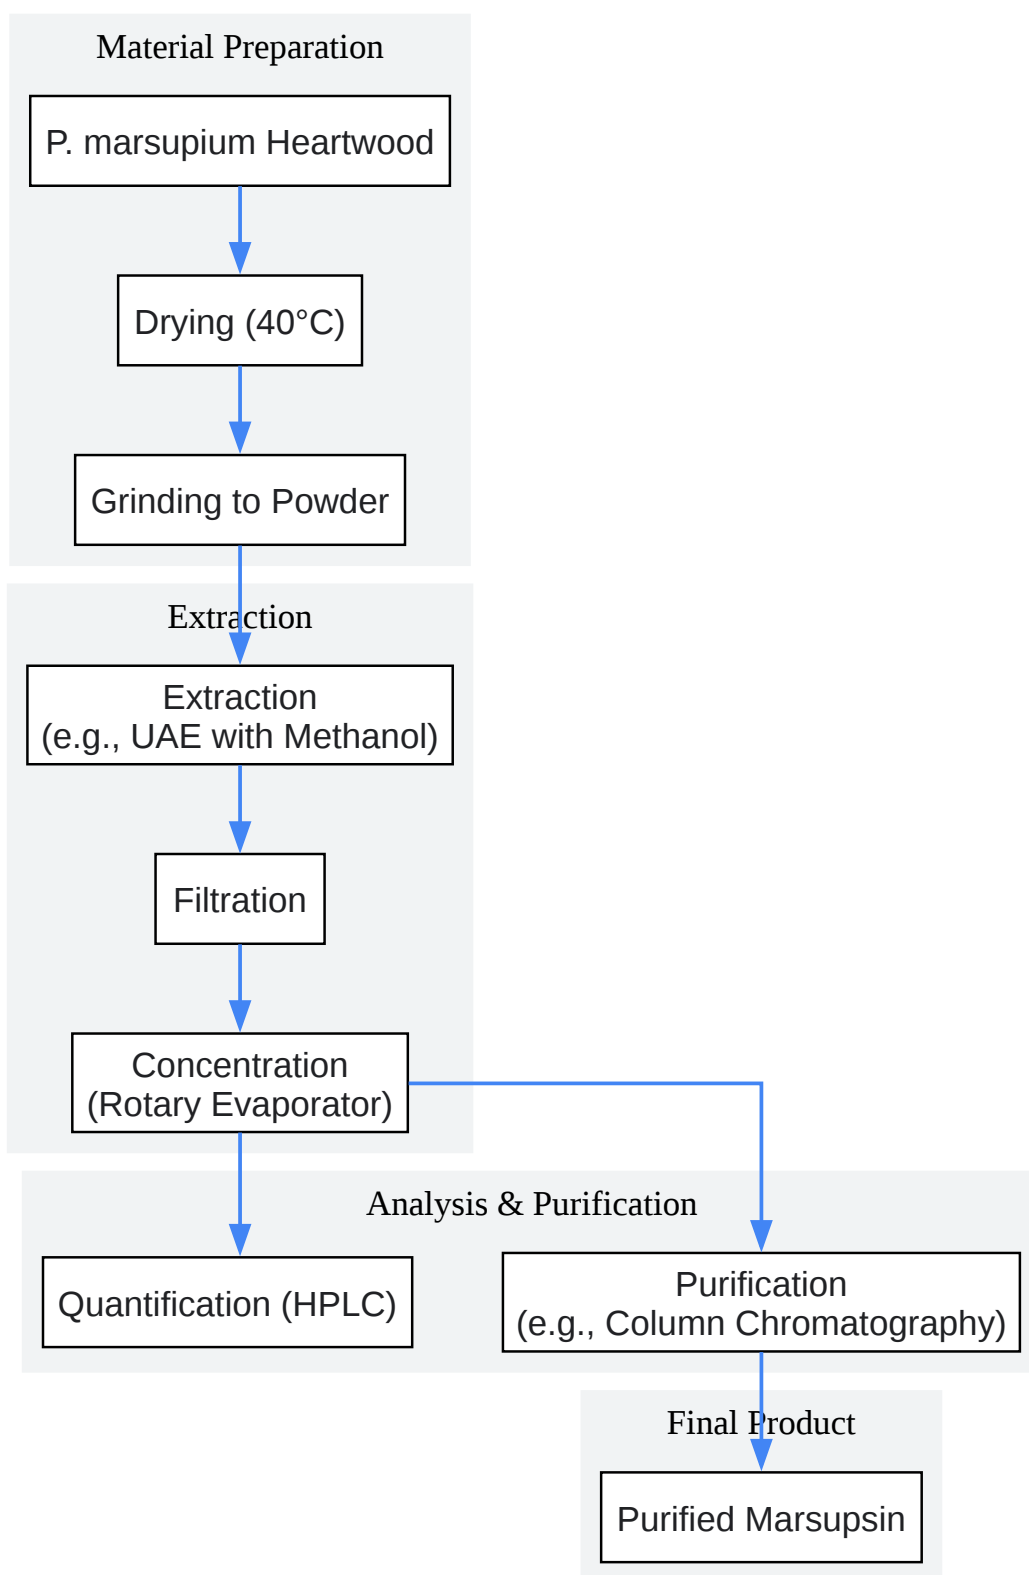 Material Preparation
P. marsupium Heartwood
Drying (40°C)
Grinding to Powder
Extraction
Extraction
(e.g., UAE with Methanol)
Filtration
Concentration
(Rotary Evaporator)
Analysis & Purification
Quantification (HPLC)
Purification
(e.g., Column Chromatography)
Final Product
Purified Marsupsin